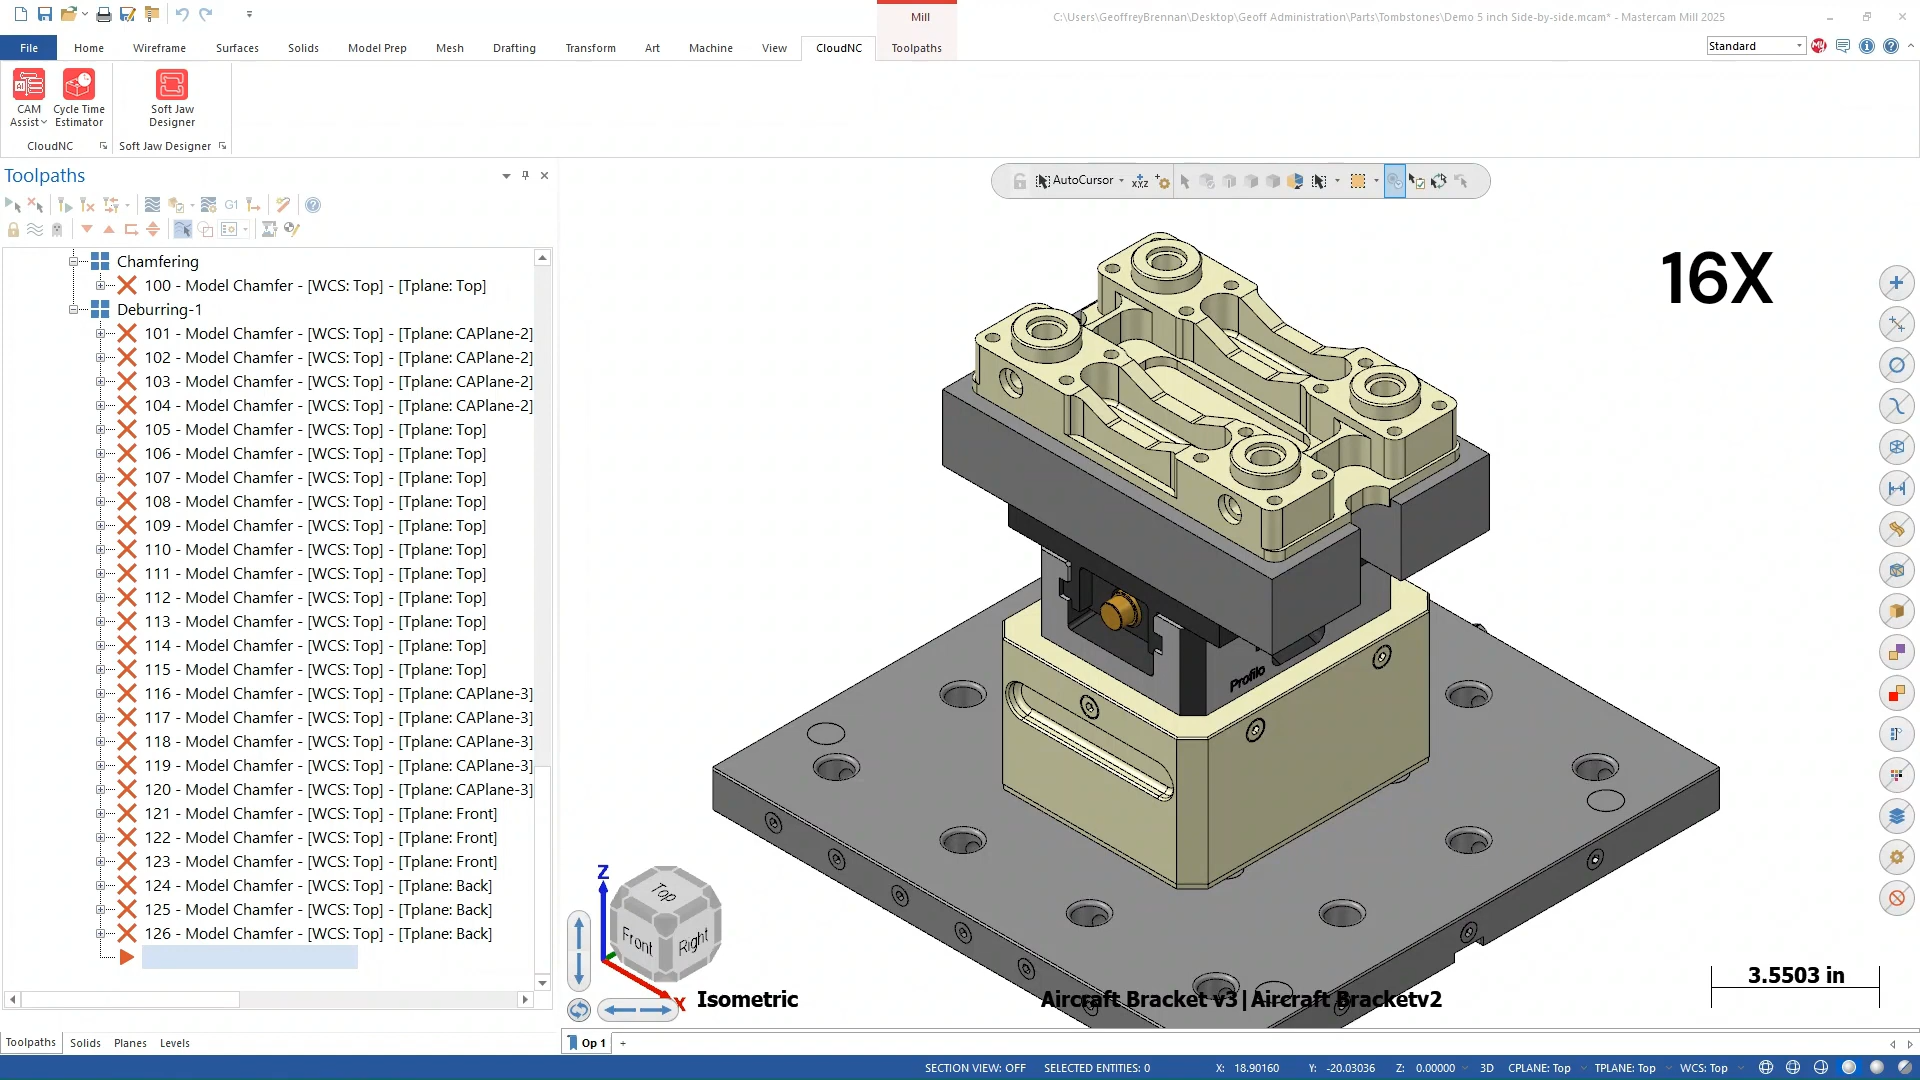 Mill
C:\Users\GeoffreyBrennan\Desktop\Geoff Administration\Parts\Tombstones\Demo 5 inch Side-by-side.mcam* - Mastercam Mill 2025
File
Home
Wireframe
Surfaces
Solids
Model Prep
Mesh
Drafting
Transform
Art
Machine
View
CloudNC
Toolpaths
Standard
CAM
Assist
Cycle Time
Estimator
Soft Jaw
Designer
CloudNC
Soft Jaw Designer
Toolpaths
G1
AutoCursor
XYZ
16X
Chamfering
100 - Model Chamfer - [WCS: Top] - [Tplane: Top]
Deburring-1
101 - Model Chamfer - [WCS: Top] - [Tplane: CAPlane-2]
102 - Model Chamfer - [WCS: Top] - [Tplane: CAPlane-2]
103 - Model Chamfer - [WCS: Top] - [Tplane: CAPlane-2]
104 - Model Chamfer - [WCS: Top] - [Tplane: CAPlane-2]
105 - Model Chamfer - [WCS: Top] - [Tplane: Top]
106 - Model Chamfer - [WCS: Top] - [Tplane: Top]
107 - Model Chamfer - [WCS: Top] - [Tplane: Top]
108 - Model Chamfer - [WCS: Top] - [Tplane: Top]
109 - Model Chamfer - [WCS: Top] - [Tplane: Top]
110 - Model Chamfer - [WCS: Top] - [Tplane: Top]
111 - Model Chamfer - [WCS: Top] - [Tplane: Top]
112 - Model Chamfer - [WCS: Top] - [Tplane: Top]
113 - Model Chamfer - [WCS: Top] - [Tplane: Top]
114 - Model Chamfer - [WCS: Top] - [Tplane: Top]
115 - Model Chamfer - [WCS: Top] - [Tplane: Top]
116 - Model Chamfer - [WCS: Top] - [Tplane: CAPlane-3]
117 - Model Chamfer - [WCS: Top] - [Tplane: CAPlane-3]
118 - Model Chamfer - [WCS: Top] - [Tplane: CAPlane-3]
119 - Model Chamfer - [WCS: Top] - [Tplane: CAPlane-3]
120 - Model Chamfer - [WCS: Top] - [Tplane: CAPlane-3]
121 - Model Chamfer - [WCS: Top] - [Tplane: Front]
122 - Model Chamfer - [WCS: Top] - [Tplane: Front]
123 - Model Chamfer - [WCS: Top] - [Tplane: Front]
124 - Model Chamfer - [WCS: Top] - [Tplane: Back]
125 - Model Chamfer - [WCS: Top] - [Tplane: Back]
126 - Model Chamfer - [WCS: Top] - [Tplane: Back]
Profilo
Z
Top
Front
Right
X
Isometric
Aircraft Bracket v3|Aircraft Bracketv2
3.5503 in
Toolpaths
Solids
Planes
Levels
Op 1
+
SECTION VIEW: OFF
SELECTED ENTITIES: 0
X: 18.90160
Y: -20.03036
Z: 0.00000
3D
CPLANE: Top
TPLANE: Top
WCS: Top